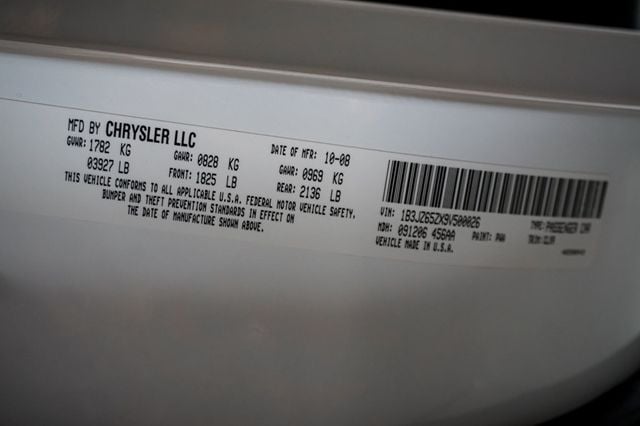 MFD BY CHRYSLER LLC DATE OF MFR: 10-08
GVWR: 1782 KG GAWR: 0828 KG GAWR: 0969 KG
03927 LB FRONT: 1825 LB REAR: 2136 LB
THIS VEHICLE CONFORMS TO ALL APPLICABLE U.S.A. FEDERAL MOTOR VEHICLE SAFETY,
BUMPER AND THEFT PREVENTION STANDARDS IN EFFECT ON
THE DATE OF MANUFACTURE SHOWN ABOVE.
VIN: 1B3JZ65ZX9V500026 TYPE: PASSENGER CAR
MDH: 091206 456AA PAINT: PW4 TRIM:
VEHICLE MADE IN U.S.A.